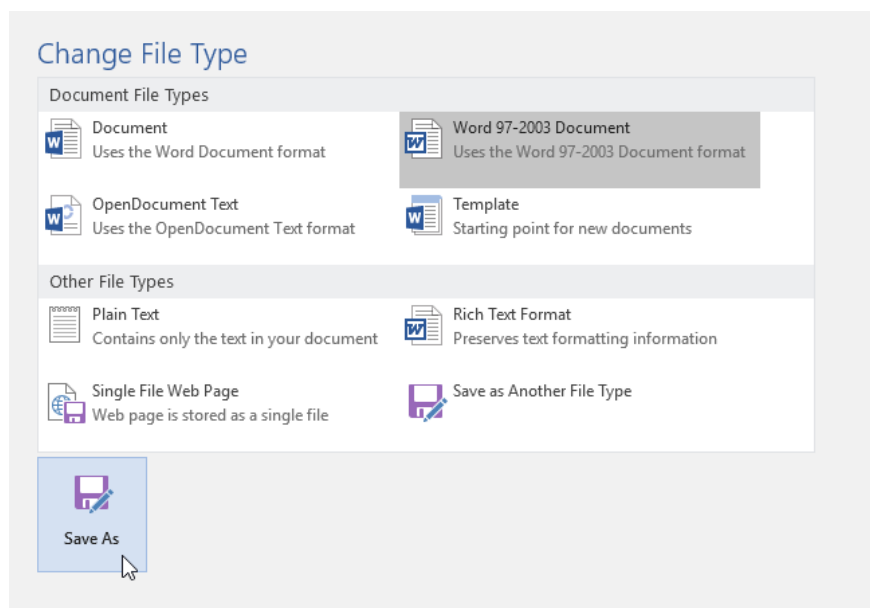 Change File Type
Document File Types
Document
Uses the Word Document format
Word 97-2003 Document
Uses the Word 97-2003 Document format
OpenDocument Text
Uses the OpenDocument Text format
Template
Starting point for new documents
Other File Types
Plain Text
Contains only the text in your document
Rich Text Format
Preserves text formatting information
Single File Web Page
Web page is stored as a single file
Save as Another File Type
Save As